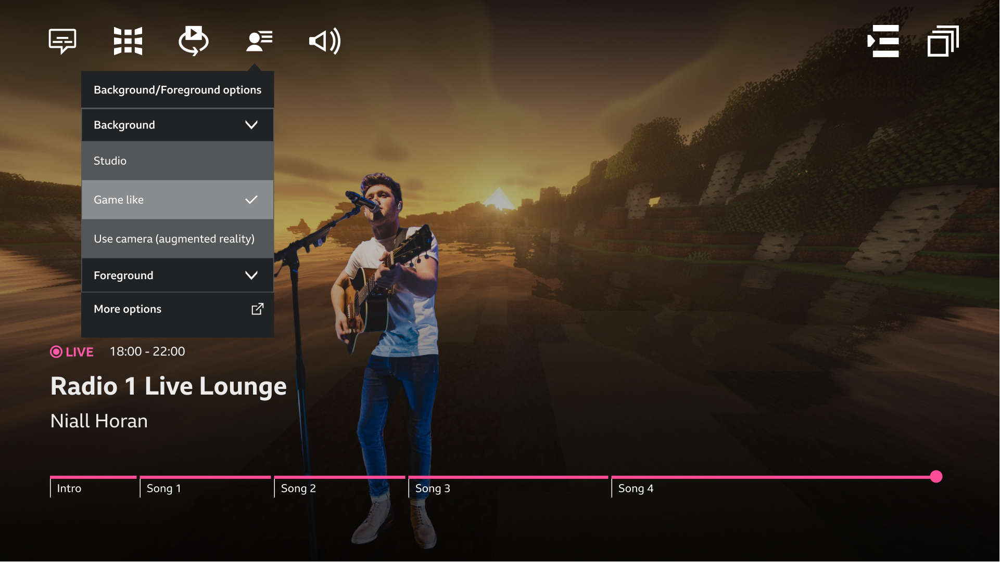 Background/Foreground options
Background
Studio
Game like
Use camera (augmented reality)
Foreground
More options
LIVE 18:00 - 22:00
Radio 1 Live Lounge
Niall Horan
Intro Song 1 Song 2 Song 3 Song 4